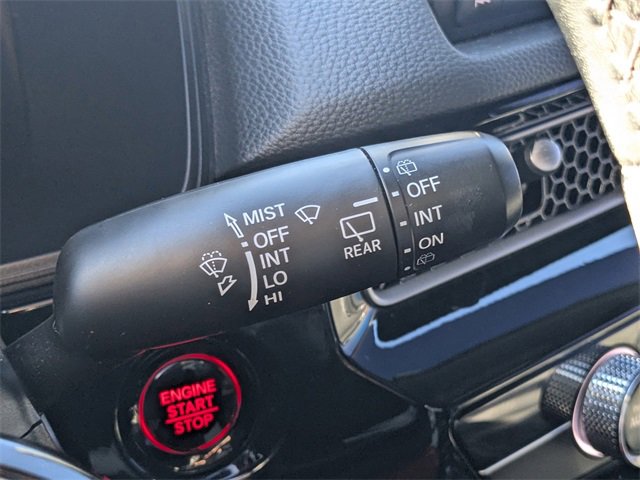 MIST
OFF
INT
LO
HI
REAR
OFF
INT
ON
ENGINE
START
STOP